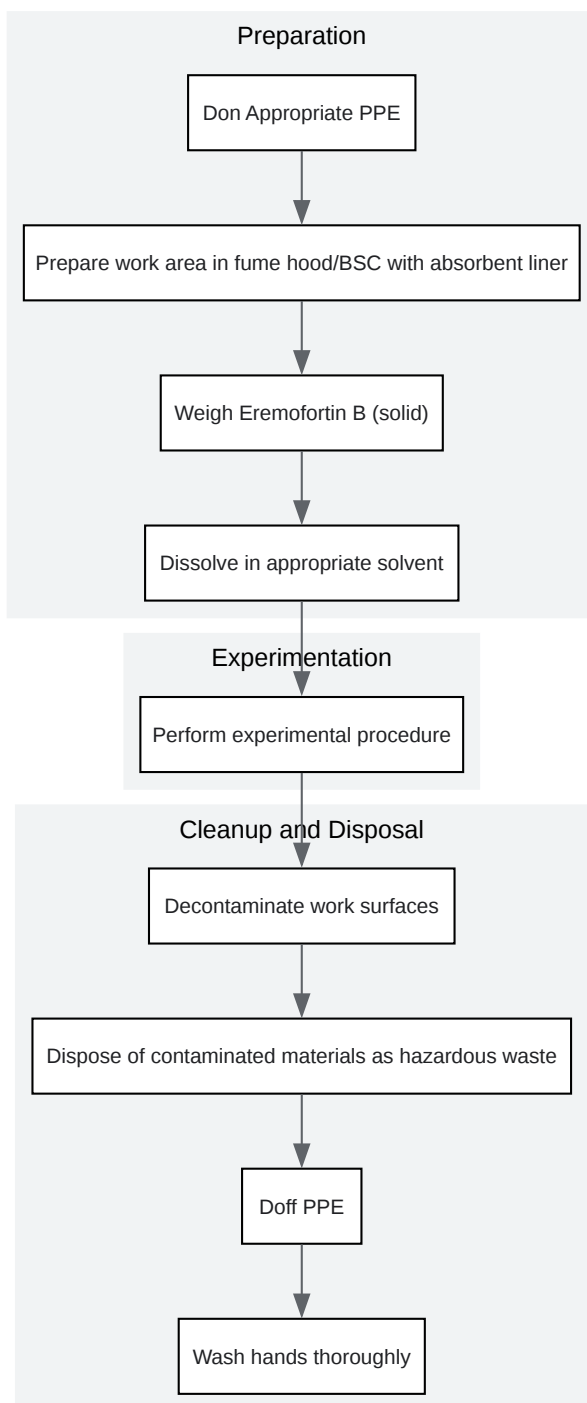 Preparation
Don Appropriate PPE
Prepare work area in fume hood/BSC with absorbent liner
Weigh Eremofortin B (solid)
Dissolve in appropriate solvent
Experimentation
Perform experimental procedure
Cleanup and Disposal
Decontaminate work surfaces
Dispose of contaminated materials as hazardous waste
Doff PPE
Wash hands thoroughly